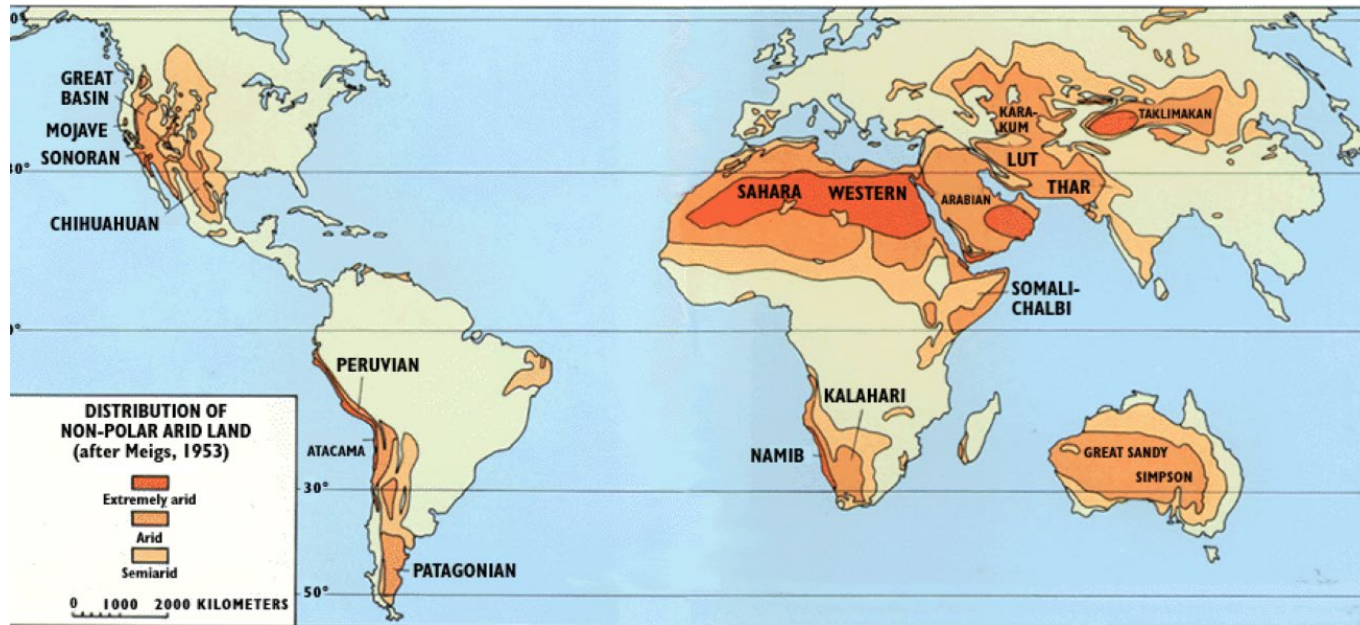 GREAT
BASIN
MOJAVE
SONORAN
CHIHUAHUAN
KARA-
KUM
TAKLIMAKAN
LUT
THAR
SAHARA
WESTERN
ARABIAN
SOMALI-
CHALBI
PERUVIAN
ATACAMA
PATAGONIAN
KALAHARI
NAMIB
GREAT SANDY
SIMPSON
30°
50°
DISTRIBUTION OF
NON-POLAR ARID LAND
(after Meigs, 1953)
Extremely arid
Arid
Semiarid
0 1000 2000 KILOMETERS